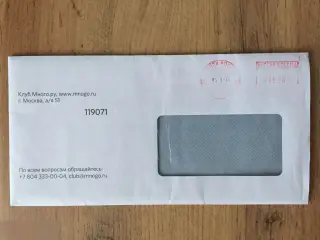 Клуб Много.ру, www.mnogo.ru
г. Москва, а/я 51
119071
По всем вопросам обращайтесь:
+7 804 333-00-04, club@mnogo.ru